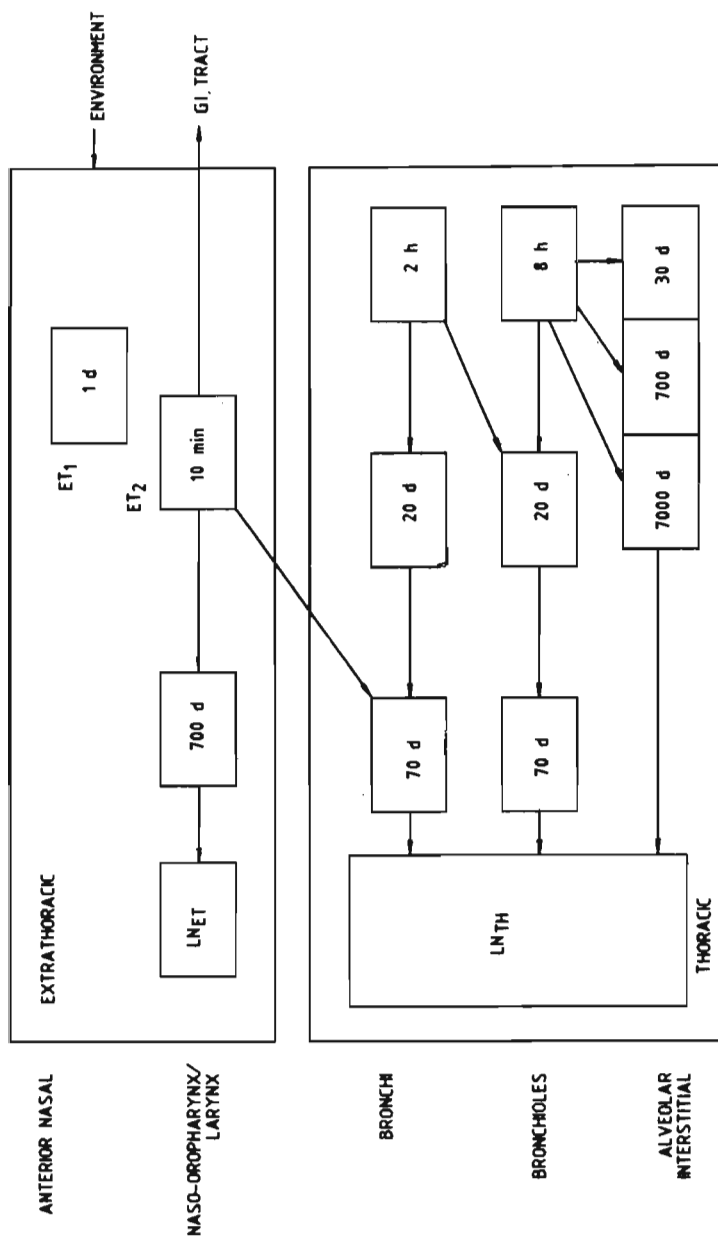 ANTERIOR NASAL
EXTRATHORACIC
ET1
1 d
ENVIRONMENT
NASO-OROPHARYNX/
LARYNX
LNET
700 d
ET2
10 min
GI. TRACT
BRONCHI
70 d
20 d
2 h
LNTH
BRONCHIOLES
70 d
20 d
8 h
ALVEOLAR
INTERSTITIAL
7000 d
700 d
30 d
THORACIC